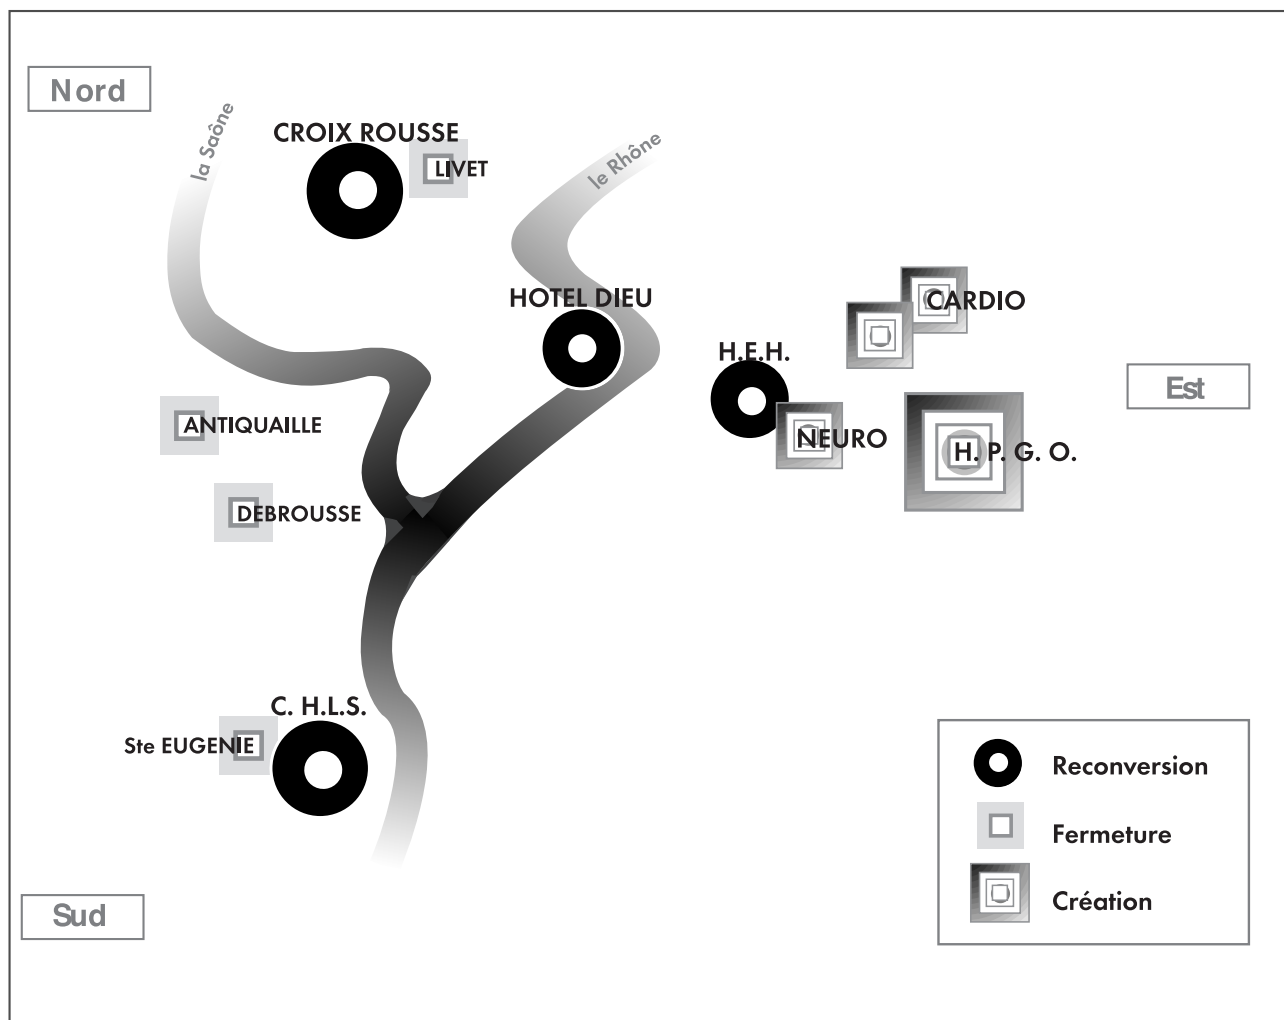 Nord
la Saône
CROIX ROUSSE
LIVET
le Rhône
HOTEL DIEU
CARDIO
H.E.H.
Est
ANTIQUAILLE
NEURO
H. P. G. O.
DEBROUSSE
C. H.L.S.
Ste EUGENIE
Reconversion
Fermeture
Création
Sud